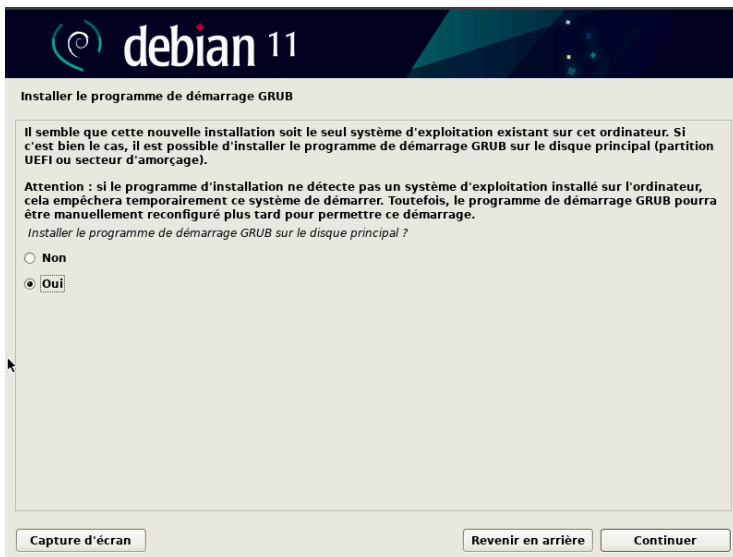 debian 11
Installer le programme de démarrage GRUB
Il semble que cette nouvelle installation soit le seul système d'exploitation existant sur cet ordinateur. Si
c'est bien le cas, il est possible d'installer le programme de démarrage GRUB sur le disque principal (partition
UEFI ou secteur d'amorçage).
Attention : si le programme d'installation ne détecte pas un système d'exploitation installé sur l'ordinateur,
cela empêchera temporairement ce système de démarrer. Toutefois, le programme de démarrage GRUB pourra
être manuellement reconfiguré plus tard pour permettre ce démarrage.
Installer le programme de démarrage GRUB sur le disque principal ?
Non
Oui
Capture d'écran
Revenir en arrière
Continuer